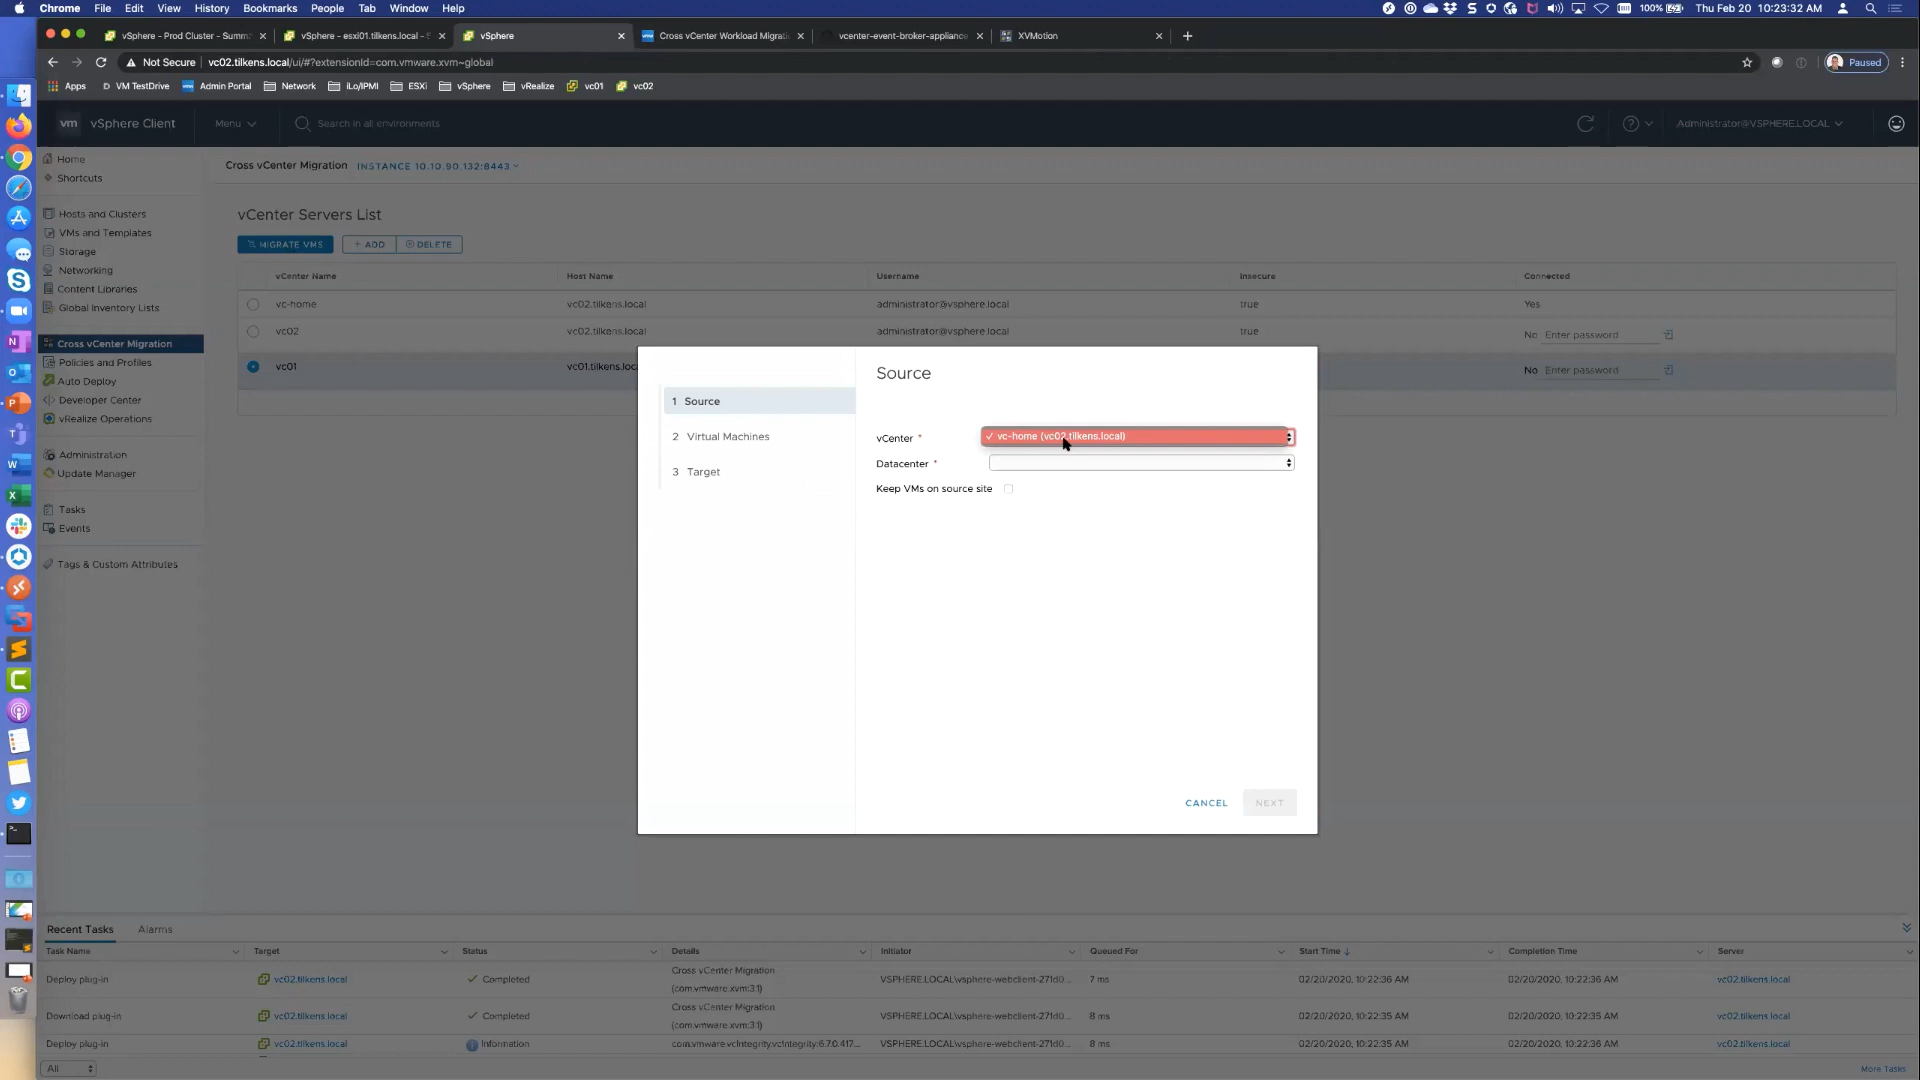 Chrome File Edit View History Bookmarks People Tab Window Help
100% Thu Feb 20 10:23:32 AM
vSphere - Prod Cluster - Summ
vSphere - esxi01.tilkens.local - S
vSphere
Cross vCenter Workload Migrati
vcenter-event-broker-appliance
XVMotion
Not Secure | vc02.tilkens.local/ui/#?extensionId=com.vmware.xvm~global
Paused
Apps VM TestDrive Admin Portal Network iLo/IPMI ESXi vSphere vRealize vc01 vc02
vm vSphere Client Menu Search in all environments Administrator@VSPHERE.LOCAL
Home
Shortcuts
Hosts and Clusters
VMs and Templates
Storage
Networking
Content Libraries
Global Inventory Lists
Cross vCenter Migration
Policies and Profiles
Auto Deploy
Developer Center
vRealize Operations
Administration
Update Manager
Tasks
Events
Tags & Custom Attributes
Cross vCenter Migration INSTANCE 10.10.90.132:8443
vCenter Servers List
MIGRATE VMS + ADD DELETE
vCenter Name Host Name Username Insecure Connected
vc-home vc02.tilkens.local administrator@vsphere.local true Yes
vc02 vc02.tilkens.local administrator@vsphere.local true No Enter password
vc01 vc01.tilkens.loca No Enter password
1 Source
2 Virtual Machines
3 Target
Source
vCenter * ✓ vc-home (vc02.tilkens.local)
Datacenter *
Keep VMs on source site
CANCEL NEXT
Recent Tasks Alarms
Task Name Target Status Details Initiator Queued For Start Time ↓ Completion Time Server
Deploy plug-in vc02.tilkens.local Completed Cross vCenter Migration (com.vmware.xvm:3.1) VSPHERE.LOCAL\vsphere-webclient-271d0... 7 ms 02/20/2020, 10:22:36 AM 02/20/2020, 10:22:36 AM vc02.tilkens.local
Download plug-in vc02.tilkens.local Completed Cross vCenter Migration (com.vmware.xvm:3.1) VSPHERE.LOCAL\vsphere-webclient-271d0... 8 ms 02/20/2020, 10:22:35 AM 02/20/2020, 10:22:36 AM vc02.tilkens.local
Deploy plug-in vc02.tilkens.local Information com.vmware.vcIntegrity.vcIntegrity:6.7.0.417... VSPHERE.LOCAL\vsphere-webclient-271d0... 8 ms 02/20/2020, 10:22:35 AM 02/20/2020, 10:22:35 AM vc02.tilkens.local
All More Tasks